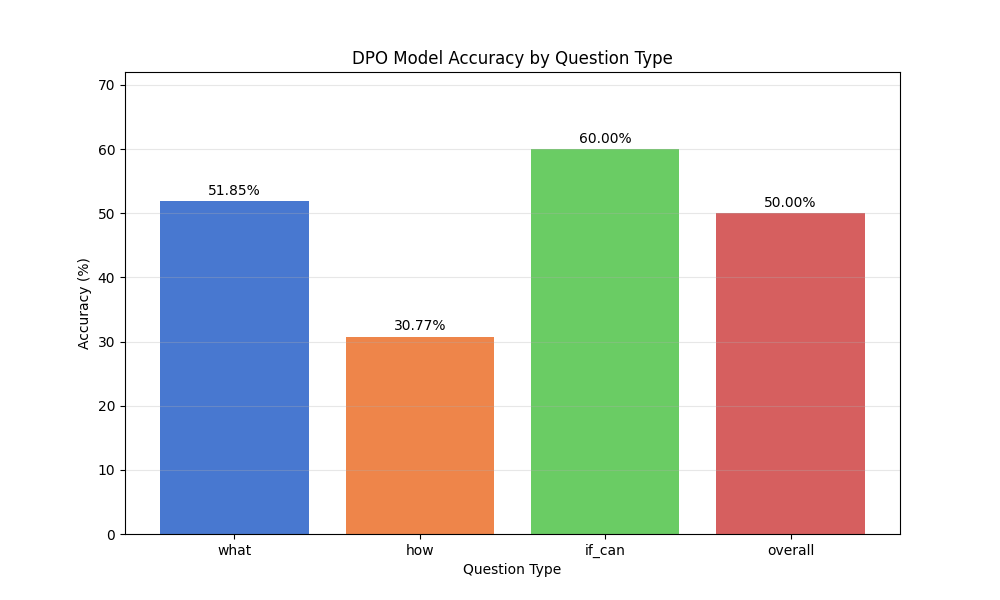 DPO Model Accuracy by Question Type
70
60
50
40
30
20
10
0
Accuracy (%)
51.85%
30.77%
60.00%
50.00%
what
how
if_can
overall
Question Type